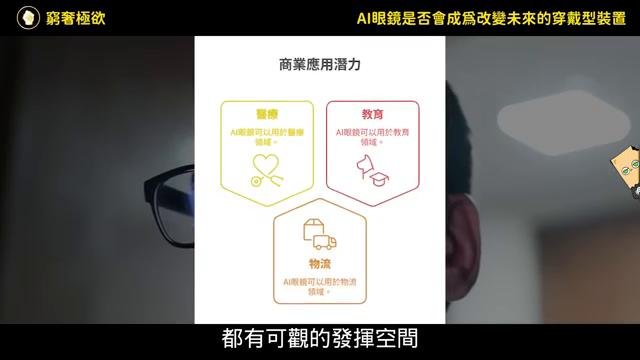 窮奢極欲
AI眼鏡是否會成為改變未來的穿戴型裝置
商業應用潛力
醫療
AI眼鏡可以用於醫療
領域。
教育
AI眼鏡可以用於教育
領域。
物流
AI眼鏡可以用於物流
領域。
都有可觀的發揮空間